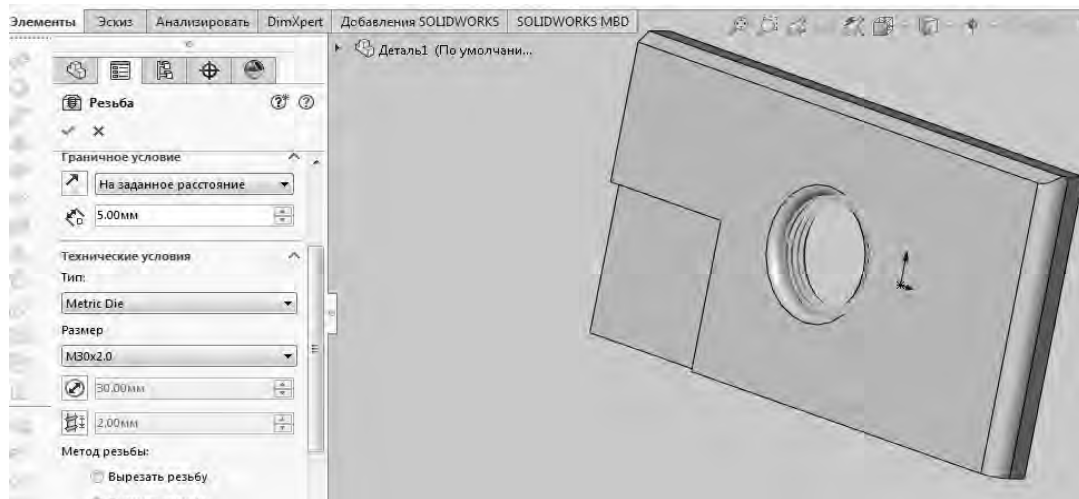 Элементы Эскиз Анализировать DimXpert Добавления SOLIDWORKS SOLIDWORKS MBD
Деталь1 (По умолчани...
Резьба
Граничное условие
На заданное расстояние
5.00мм
Технические условия
Тип:
Metric Die
Размер
M30x2.0
30.00мм
2.00мм
Метод резьбы:
Вырезать резьбу